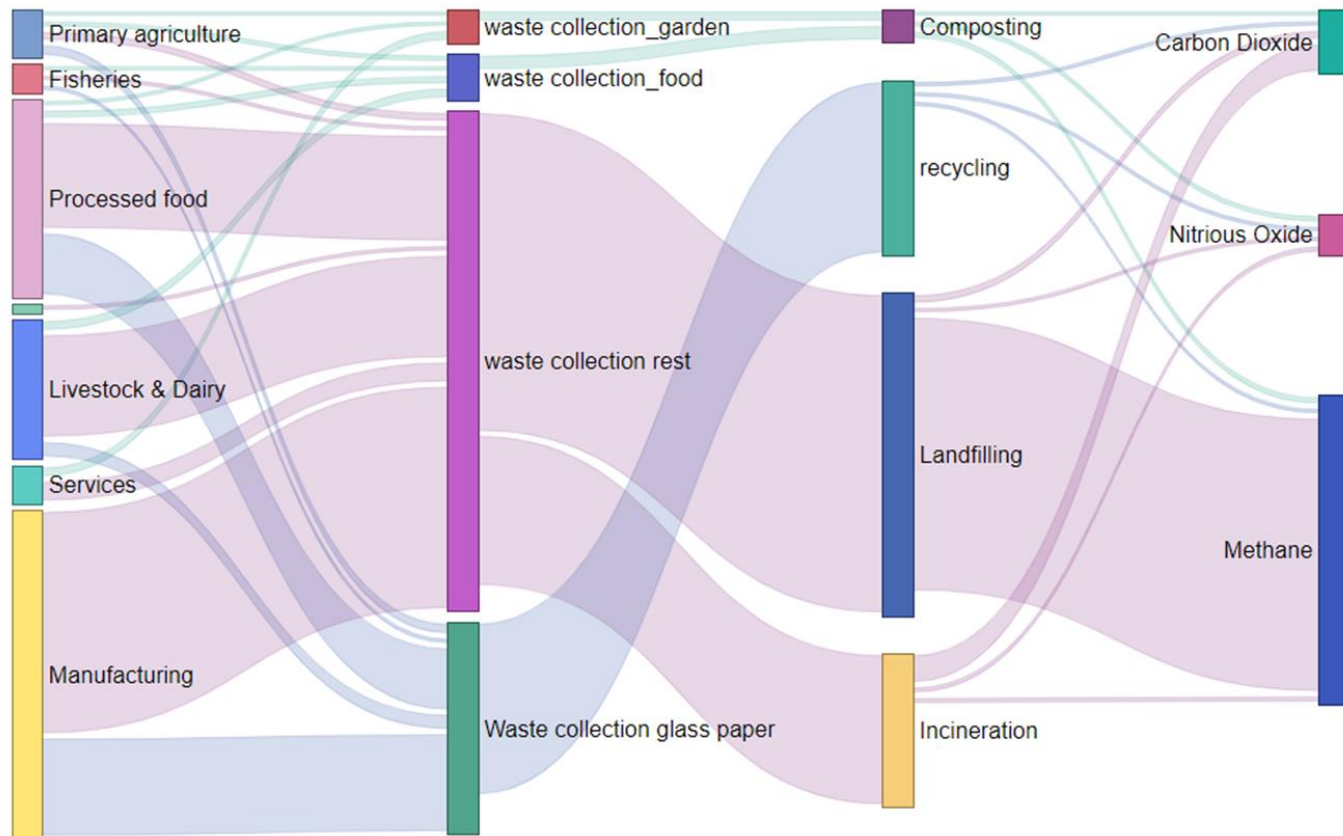 Primary agriculture
Fisheries
Processed food
Livestock & Dairy
Services
Manufacturing
waste collection_garden
waste collection_food
waste collection rest
Waste collection glass paper
Composting
recycling
Landfilling
Incineration
Carbon Dioxide
Nitrious Oxide
Methane